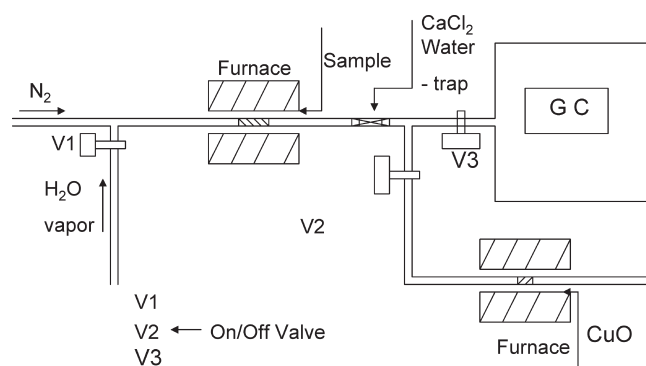 CaCl2
Water
- trap
Sample
Furnace
N2
G C
V1
V3
H2O
vapor
V2
V1
V2 ← On/Off Valve
V3
CuO
Furnace